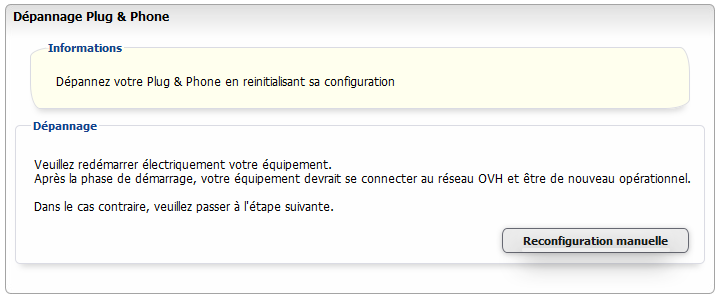 Dépannage Plug & Phone
Informations
Dépannez votre Plug & Phone en reinitialisant sa configuration
Dépannage
Veuillez redémarrer électriquement votre équipement.
Après la phase de démarrage, votre équipement devrait se connecter au réseau OVH et être de nouveau opérationnel.
Dans le cas contraire, veuillez passer à l'étape suivante.
Reconfiguration manuelle